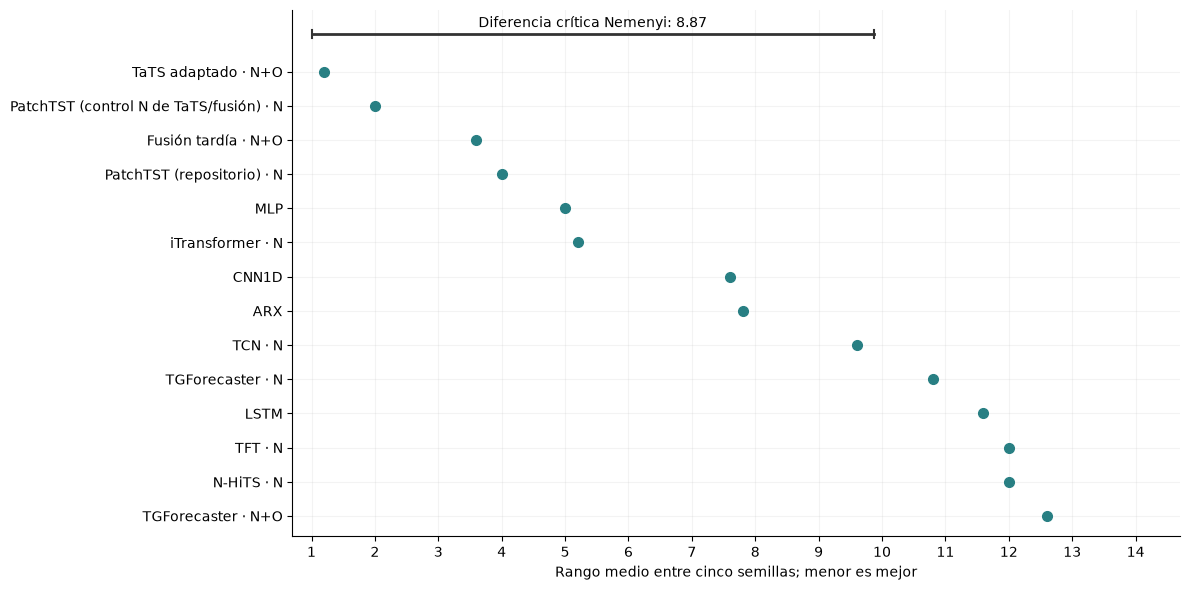 Diferencia crítica Nemenyi: 8.87
TaTS adaptado · N+O
PatchTST (control N de TaTS/fusión) · N
Fusión tardía · N+O
PatchTST (repositorio) · N
MLP
iTransformer · N
CNN1D
ARX
TCN · N
TGForecaster · N
LSTM
TFT · N
N-HiTS · N
TGForecaster · N+O
1 2 3 4 5 6 7 8 9 10 11 12 13 14
Rango medio entre cinco semillas; menor es mejor